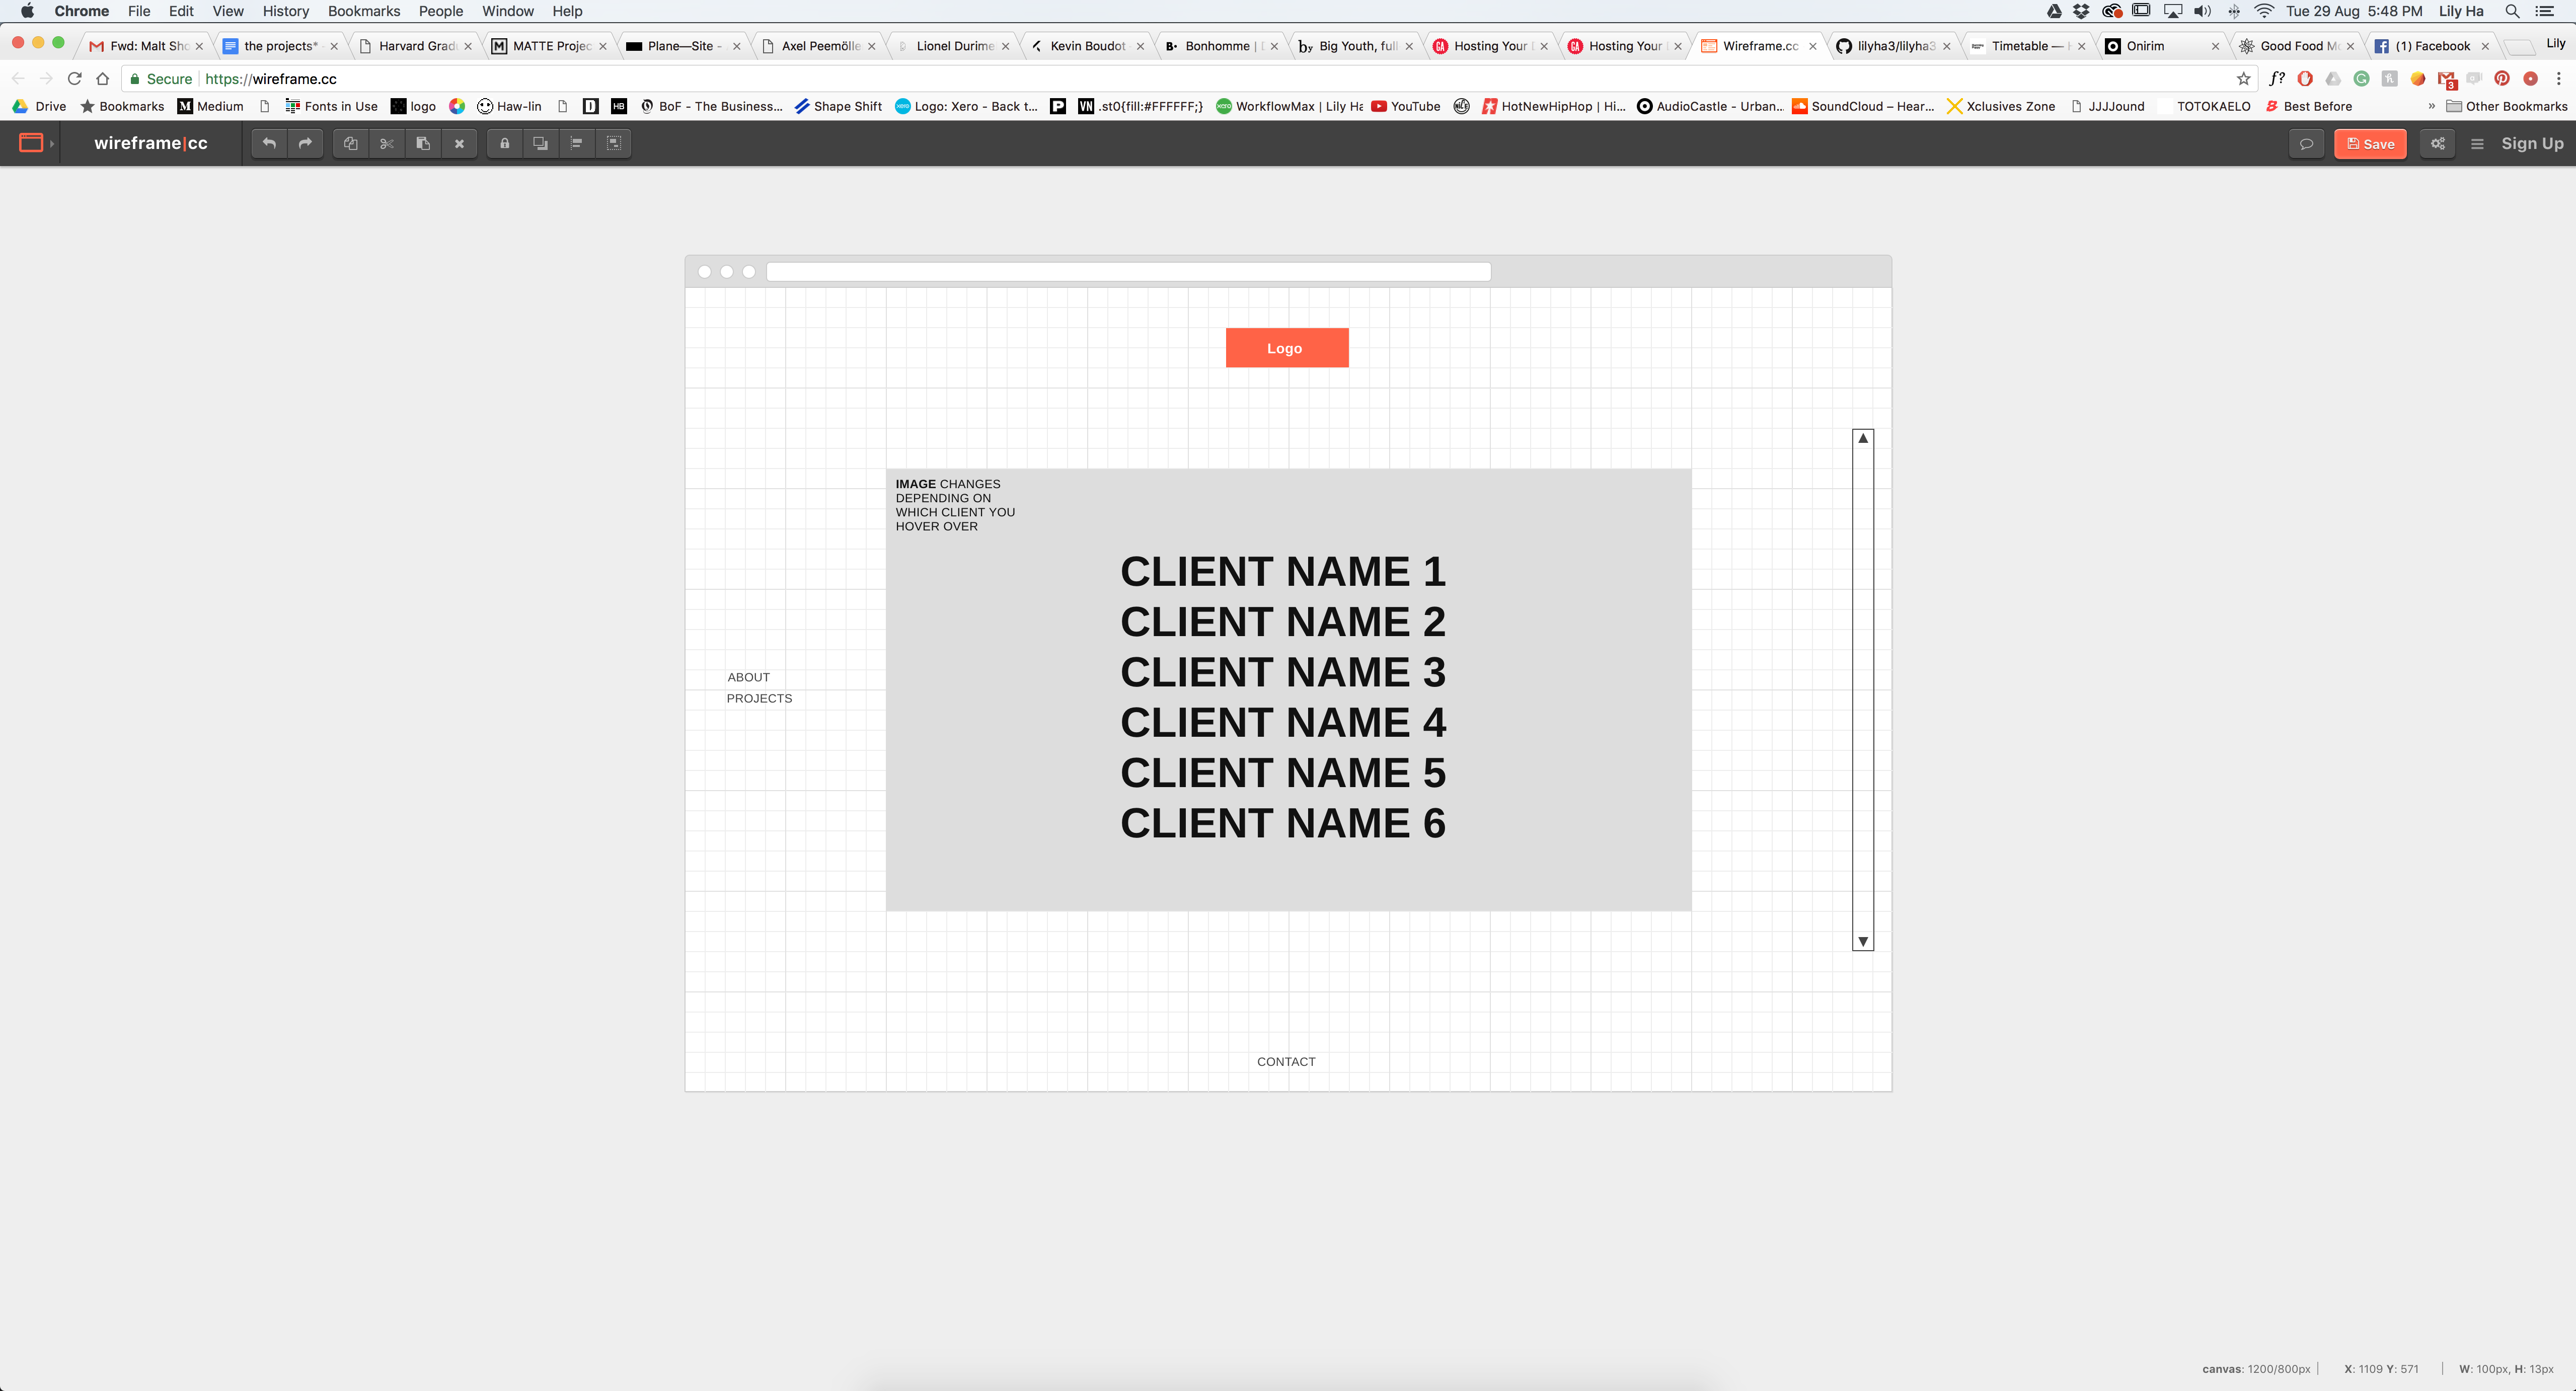 Chrome File Edit View History Bookmarks People Window Help Tue 29 Aug 5:48 PM Lily Ha
Fwd: Malt Sho the projects* - Harvard Grad MATTE Projec Plane—Site - Axel Peemölle Lionel Durime Kevin Boudot Bonhomme | Big Youth, full Hosting Your Hosting Your Wireframe.cc lilyha3/lilyha3 Timetable — Onirim Good Food M (1) Facebook Lily
Secure https://wireframe.cc f? 3
Drive Bookmarks M Medium Fonts in Use logo Haw-lin HB BoF - The Business... Shape Shift xero Logo: Xero - Back t... P VN .st0{fill:#FFFFFF;} xero WorkflowMax | Lily Ha YouTube HotNewHipHop | Hi... AudioCastle - Urban... SoundCloud – Hear... Xclusives Zone JJJJound TOTOKAELO Best Before » Other Bookmarks
wireframe|cc Save Sign Up
Logo
IMAGE CHANGES
DEPENDING ON
WHICH CLIENT YOU
HOVER OVER
CLIENT NAME 1
CLIENT NAME 2
CLIENT NAME 3
CLIENT NAME 4
CLIENT NAME 5
CLIENT NAME 6
ABOUT
PROJECTS
CONTACT
canvas: 1200/800px X: 1109 Y: 571 W: 100px, H: 13px